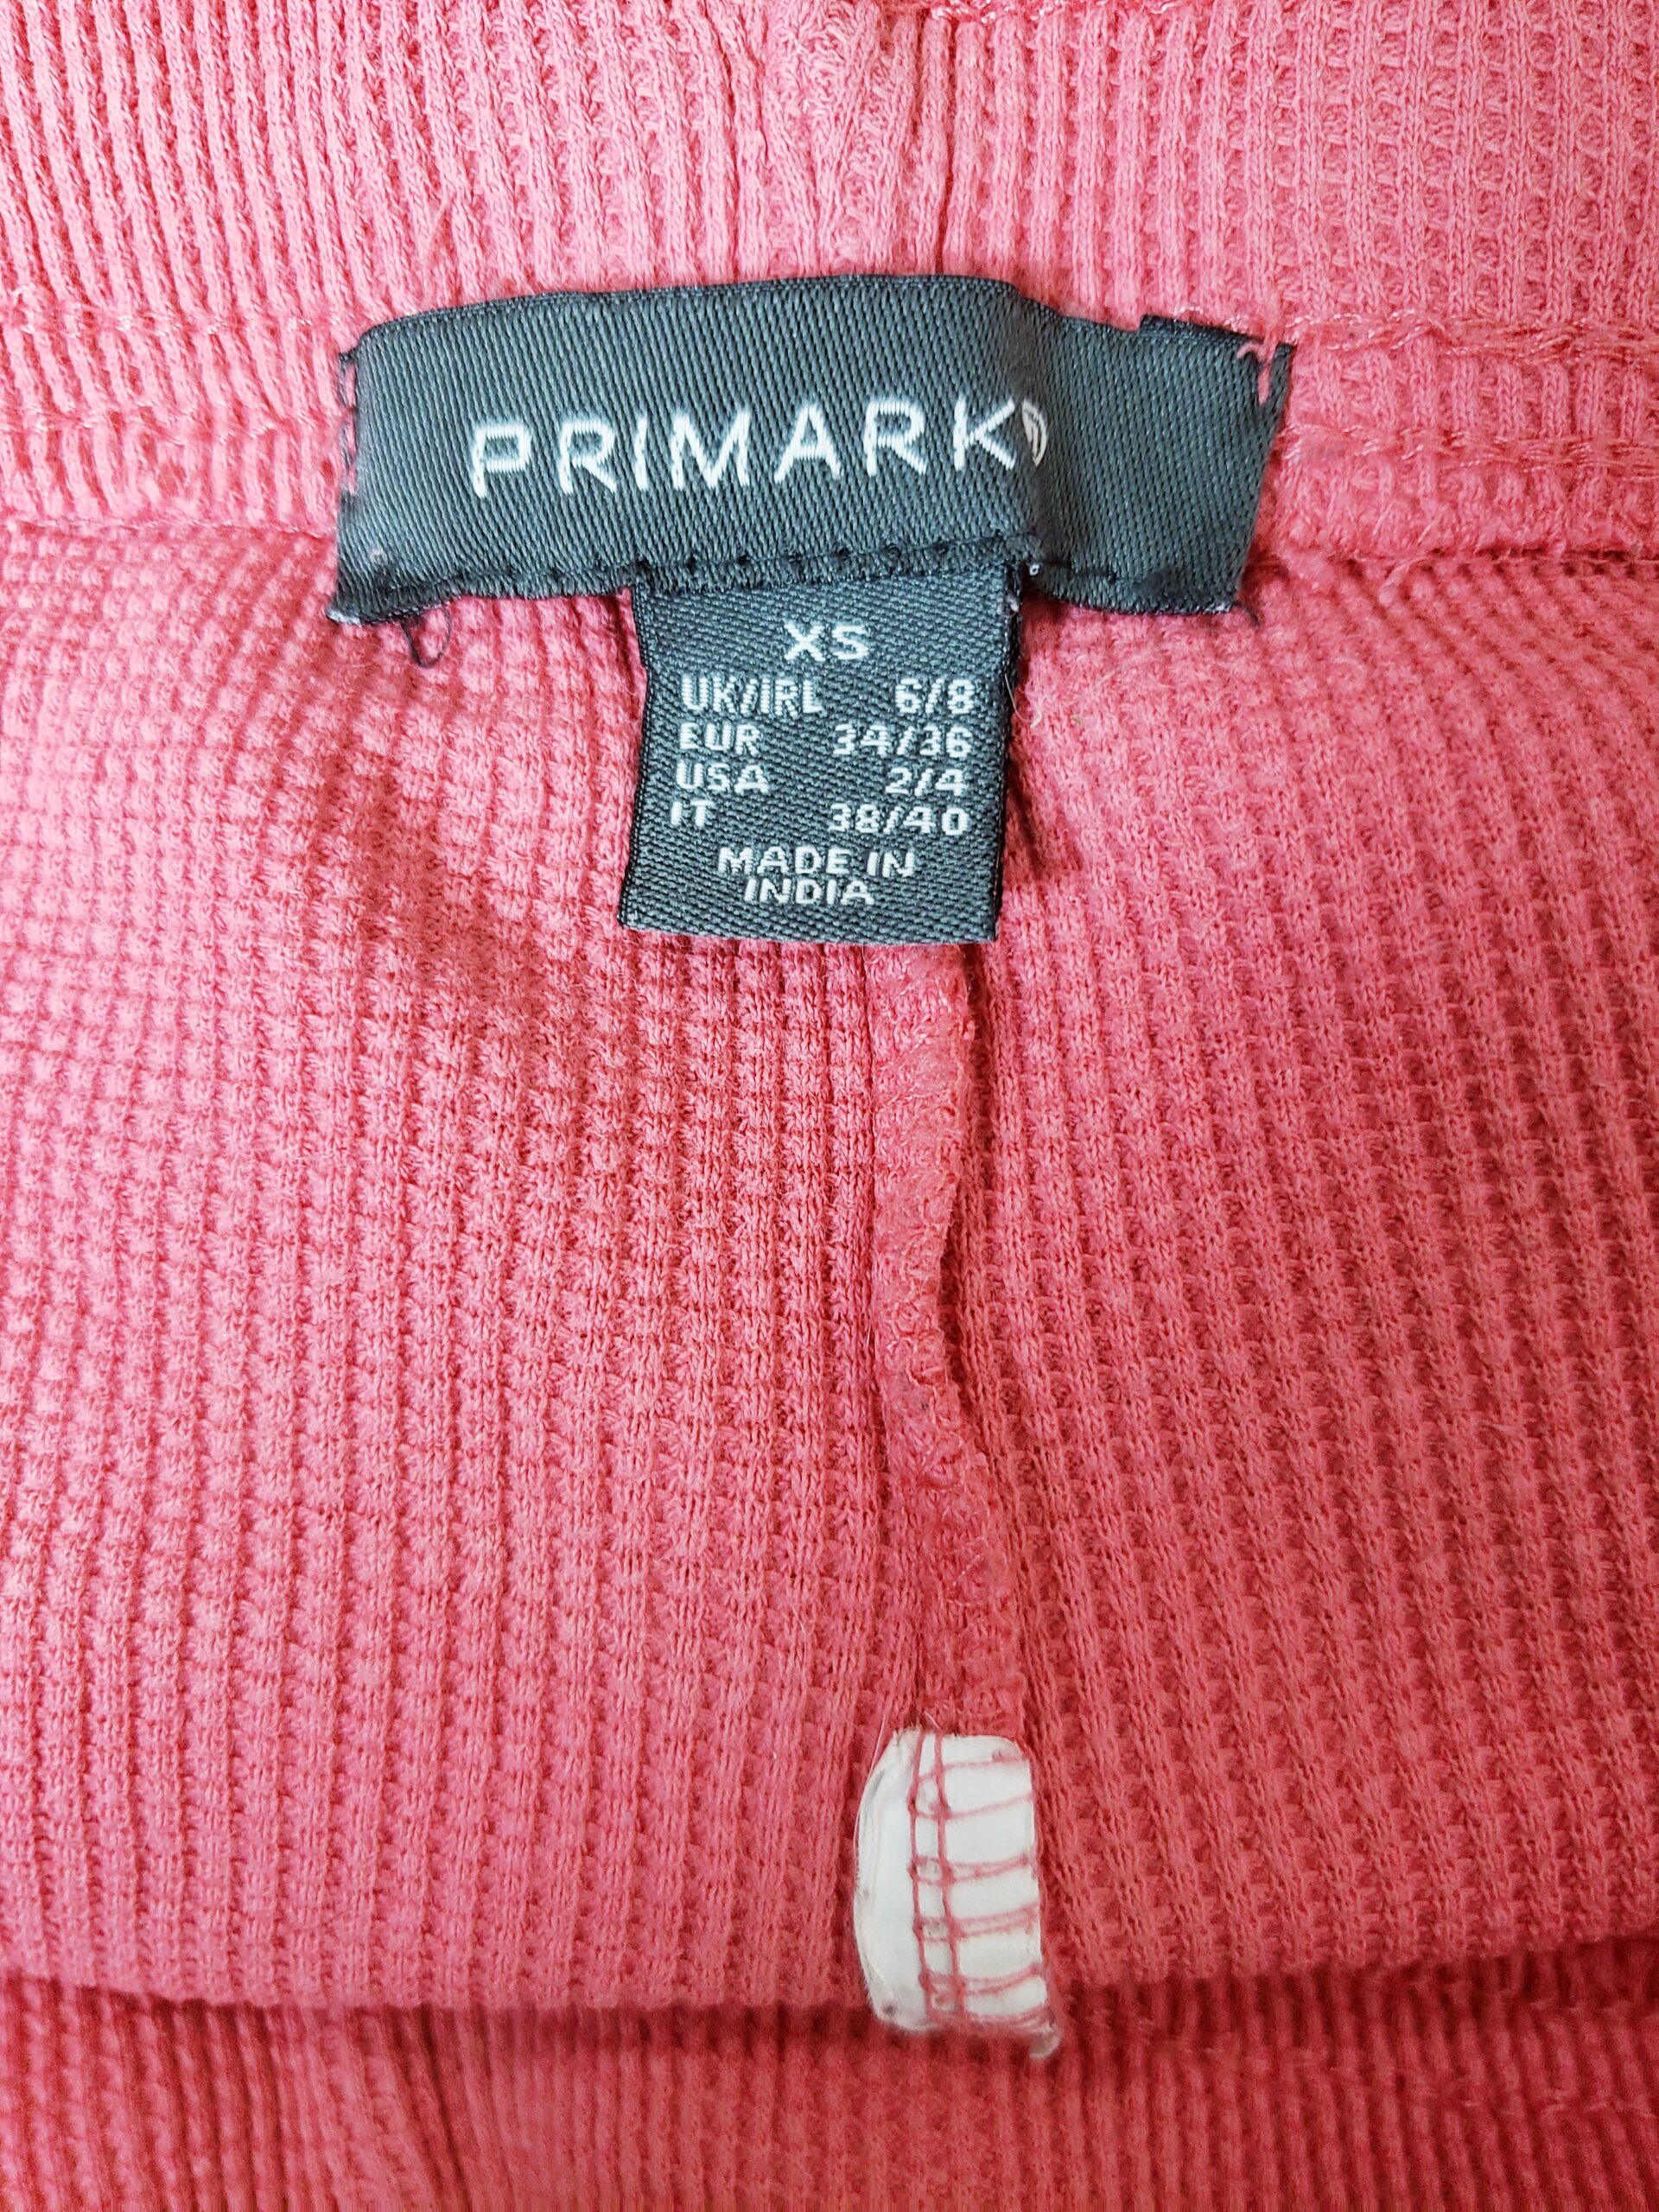 PRIMARK®
XS
UK/IRL 6/8
EUR 34/36
USA 2/4
IT 38/40
MADE IN
INDIA